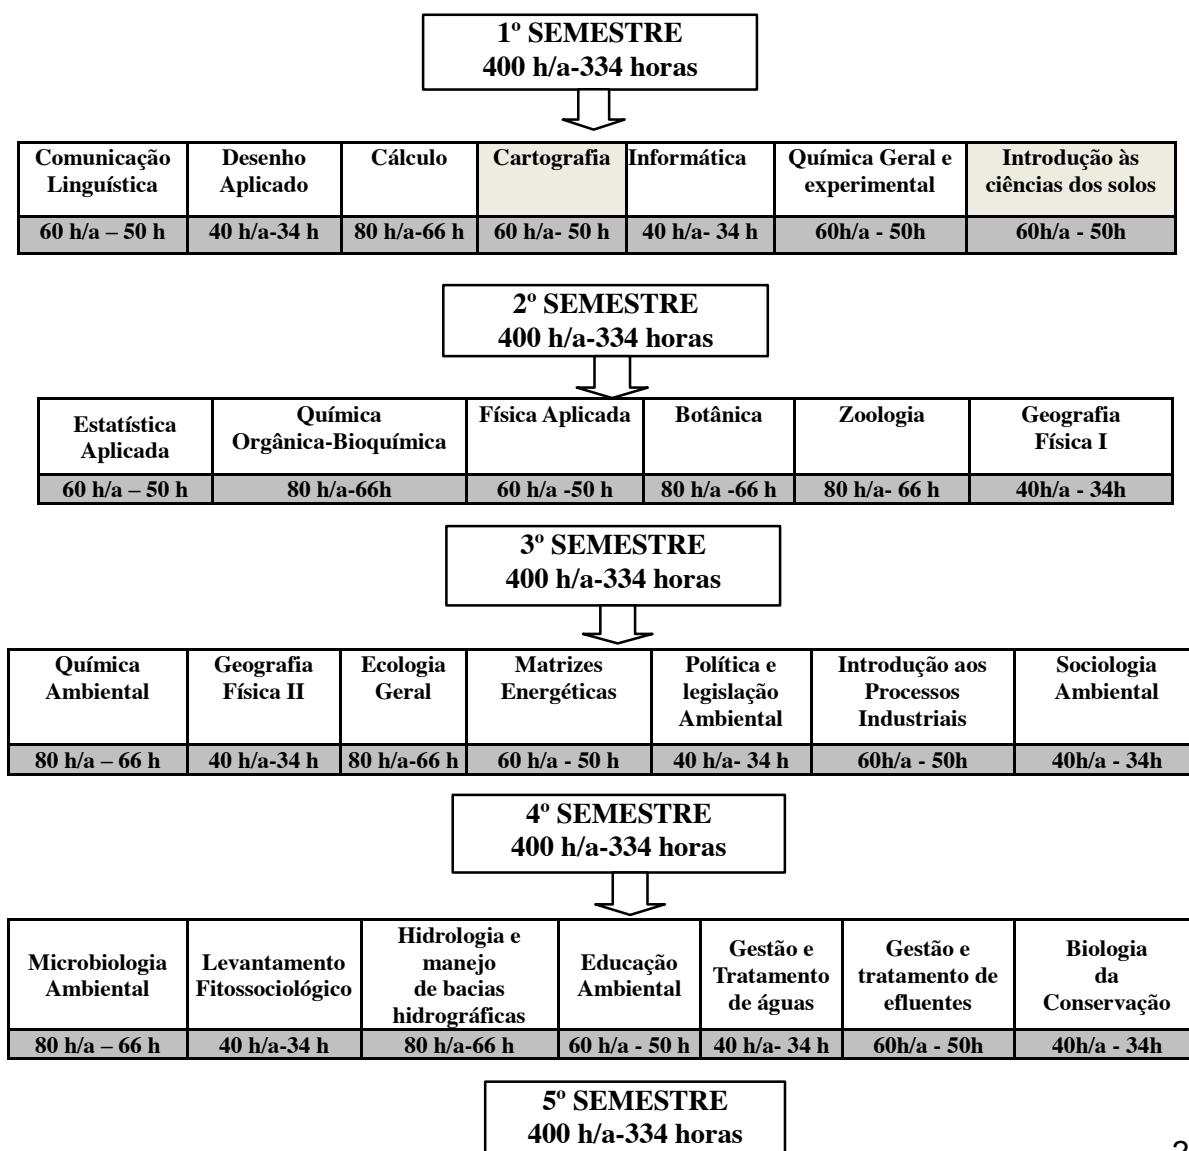 1º SEMESTRE
400 h/a-334 horas
Comunicação Linguística
Desenho Aplicado
Cálculo
Cartografia
Informática
Química Geral e experimental
Introdução às ciências dos solos
60 h/a – 50 h
40 h/a-34 h
80 h/a-66 h
60 h/a- 50 h
40 h/a- 34 h
60h/a - 50h
60h/a - 50h
2º SEMESTRE
400 h/a-334 horas
Estatística Aplicada
Química Orgânica-Bioquímica
Física Aplicada
Botânica
Zoologia
Geografia Física I
60 h/a – 50 h
80 h/a-66h
60 h/a -50 h
80 h/a -66 h
80 h/a- 66 h
40h/a - 34h
3º SEMESTRE
400 h/a-334 horas
Química Ambiental
Geografia Física II
Ecologia Geral
Matrizes Energéticas
Política e legislação Ambiental
Introdução aos Processos Industriais
Sociologia Ambiental
80 h/a – 66 h
40 h/a-34 h
80 h/a-66 h
60 h/a - 50 h
40 h/a- 34 h
60h/a - 50h
40h/a - 34h
4º SEMESTRE
400 h/a-334 horas
Microbiologia Ambiental
Levantamento Fitossociológico
Hidrologia e manejo de bacias hidrográficas
Educação Ambiental
Gestão e Tratamento de águas
Gestão e tratamento de efluentes
Biologia da Conservação
80 h/a – 66 h
40 h/a-34 h
80 h/a-66 h
60 h/a - 50 h
40 h/a- 34 h
60h/a - 50h
40h/a - 34h
5º SEMESTRE
400 h/a-334 horas
2